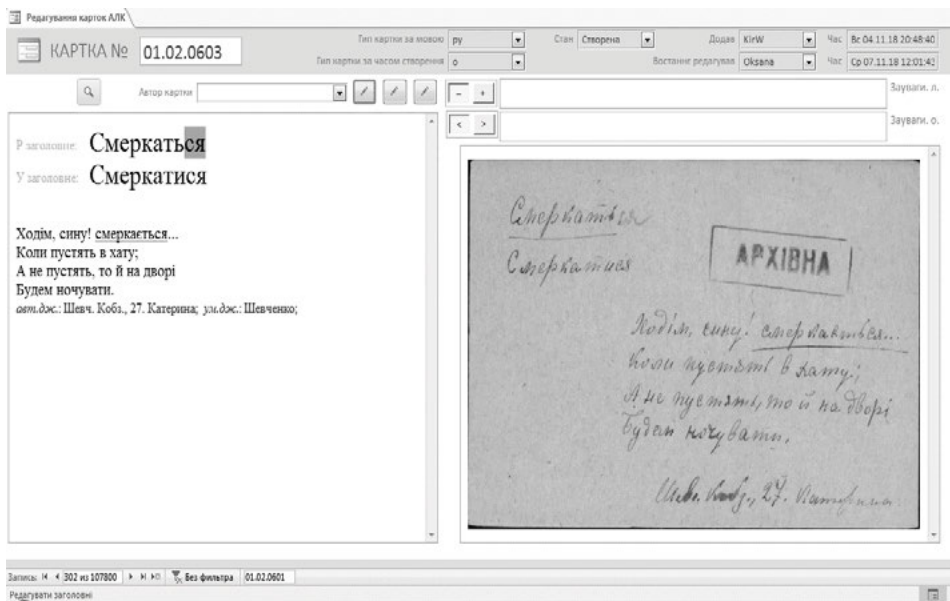 Редагування карток АЛК
КАРТКА № 01.02.0603
Тип картки за мовою ру Стан Створена Додав KirW Час Вс 04.11.18 20:48:40
Тип картки за часом створення о Востаннє редагував Oksana Час Ср 07.11.18 12:01:43
Автор картки - + Зауваги. л.
< > Зауваги. о.
Р заголовне: Смеркаться
У заголовне: Смеркатися
Ходім, сину! смеркається...
Коли пустять в хату;
А не пустять, то й на дворі
Будем ночувати.
авт.дж.: Шевч. Кобз., 27. Катерина; ум.дж.: Шевченко;
Смеркаться
Смеркатися
АРХІВНА
Ходім, сину! смеркається...
Коли пустять в хату;
А не пустять, то й на дворі
Будем ночувати.
Шевч. Кобз., 27. Катерина.
Запись: 302 из 107800 Без фильтра 01.02.0601
Редагувати заголовні